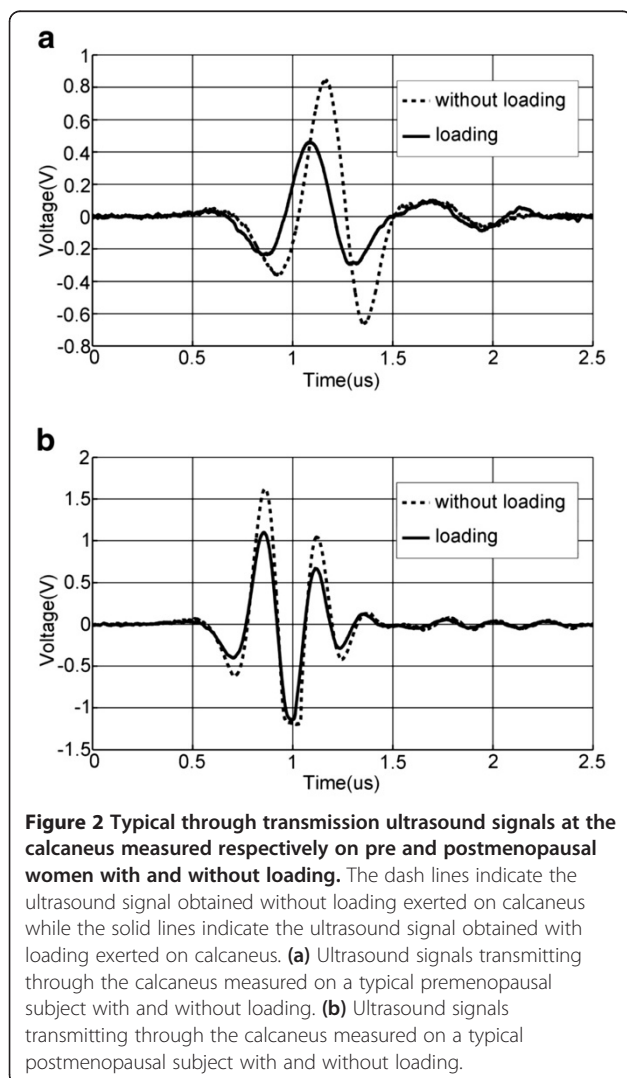 a
1
0.8
0.6
0.4
0.2
0
-0.2
-0.4
-0.6
-0.8
Voltage(V)
without loading
loading
0 0.5 1 1.5 2 2.5
Time(us)
b
2
1.5
1
0.5
0
-0.5
-1
-1.5
Voltage(V)
without loading
loading
0 0.5 1 1.5 2 2.5
Time(us)
Figure 2 Typical through transmission ultrasound signals at the
calcaneus measured respectively on pre and postmenopausal
women with and without loading. The dash lines indicate the
ultrasound signal obtained without loading exerted on calcaneus
while the solid lines indicate the ultrasound signal obtained with
loading exerted on calcaneus. (a) Ultrasound signals transmitting
through the calcaneus measured on a typical premenopausal
subject with and without loading. (b) Ultrasound signals
transmitting through the calcaneus measured on a typical
postmenopausal subject with and without loading.